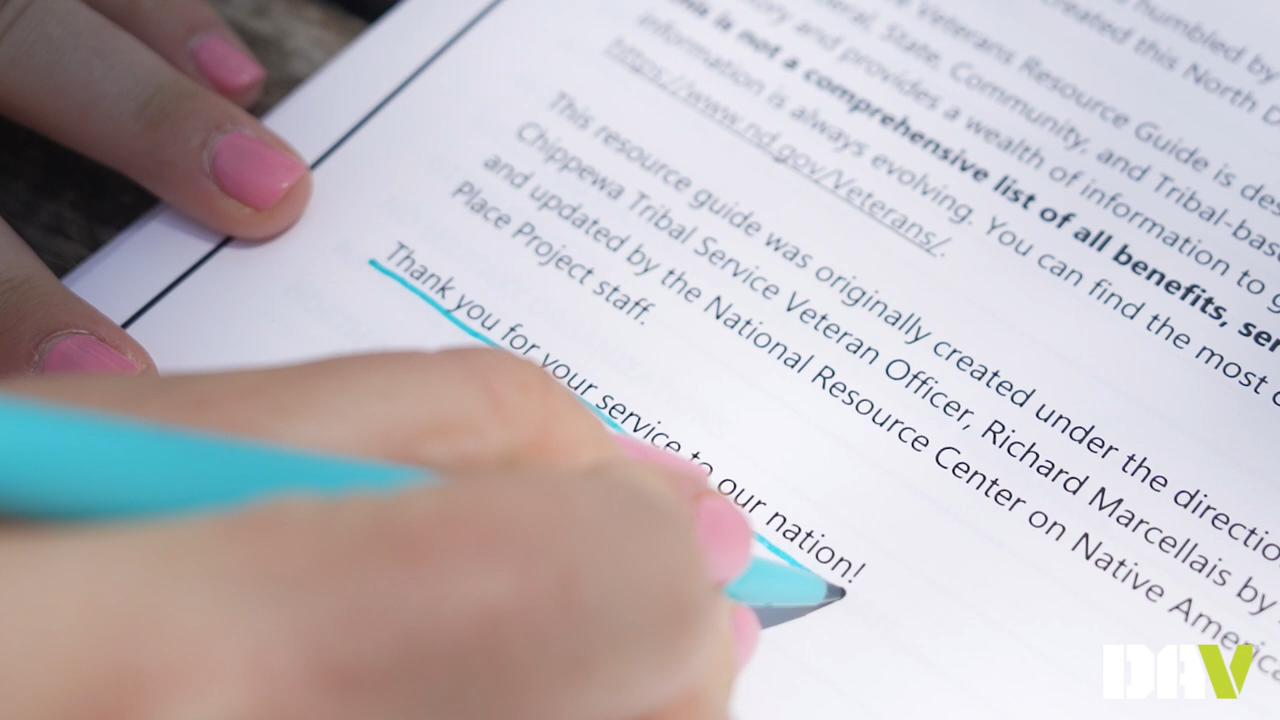 humbled by
created this North D
Veterans Resource Guide is des
State, Community, and Tribal-bas
and provides a wealth of information to g
is not a comprehensive list of all benefits, ser
information is always evolving. You can find the most c
https://www.nd.gov/Veterans/.
This resource guide was originally created under the directio
Chippewa Tribal Service Veteran Officer, Richard Marcellais by
and updated by the National Resource Center on Native America
Place Project staff.
Thank you for your service to our nation!
DAV